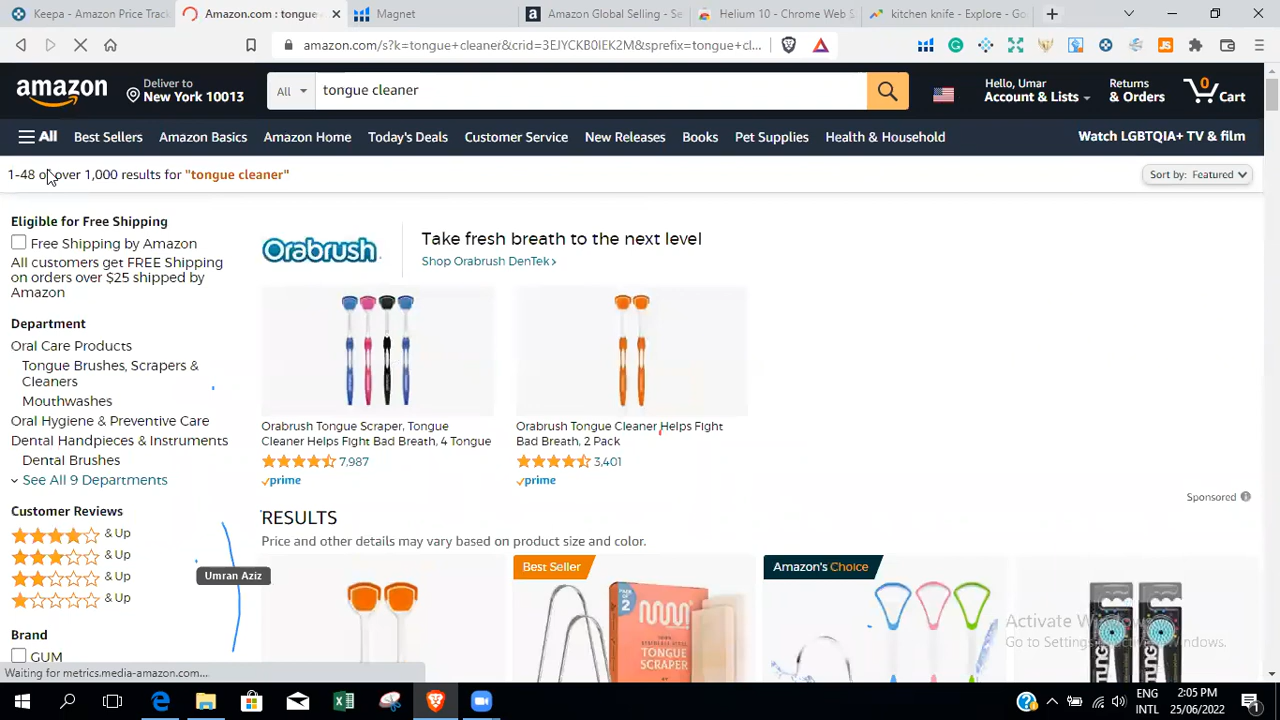 Keepa - Amazon Price Track
Amazon.com : tongue
Magnet
Amazon Global Selling - Se
Helium 10 - Chrome Web S
kitchen knife - Explore - Go
amazon.com/s?k=tongue+cleaner&crid=3EJYCKB0IEK2M&sprefix=tongue+cl...
amazon
Deliver to
New York 10013
All
tongue cleaner
Hello, Umar
Account & Lists
Returns
& Orders
0
Cart
All
Best Sellers
Amazon Basics
Amazon Home
Today's Deals
Customer Service
New Releases
Books
Pet Supplies
Health & Household
Watch LGBTQIA+ TV & film
1-48 of over 1,000 results for "tongue cleaner"
Sort by: Featured
Eligible for Free Shipping
Free Shipping by Amazon
All customers get FREE Shipping
on orders over $25 shipped by
Amazon
Department
Oral Care Products
Tongue Brushes, Scrapers &
Cleaners
Mouthwashes
Oral Hygiene & Preventive Care
Dental Handpieces & Instruments
Dental Brushes
See All 9 Departments
Customer Reviews
& Up
& Up
& Up
& Up
Umran Aziz
Brand
GUM
Orabrush
Take fresh breath to the next level
Shop Orabrush DenTek ›
Orabrush Tongue Scraper, Tongue
Cleaner Helps Fight Bad Breath, 4 Tongue
7,987
prime
Orabrush Tongue Cleaner Helps Fight
Bad Breath, 2 Pack
3,401
prime
Sponsored
RESULTS
Price and other details may vary based on product size and color.
Best Seller
PACK OF
2
TONGUE
SCRAPER
Amazon's Choice
Activate Windows
Go to Settings to activate Windows.
Waiting for metrics.media-amazon.com...
ENG
INTL
2:05 PM
25/06/2022
1